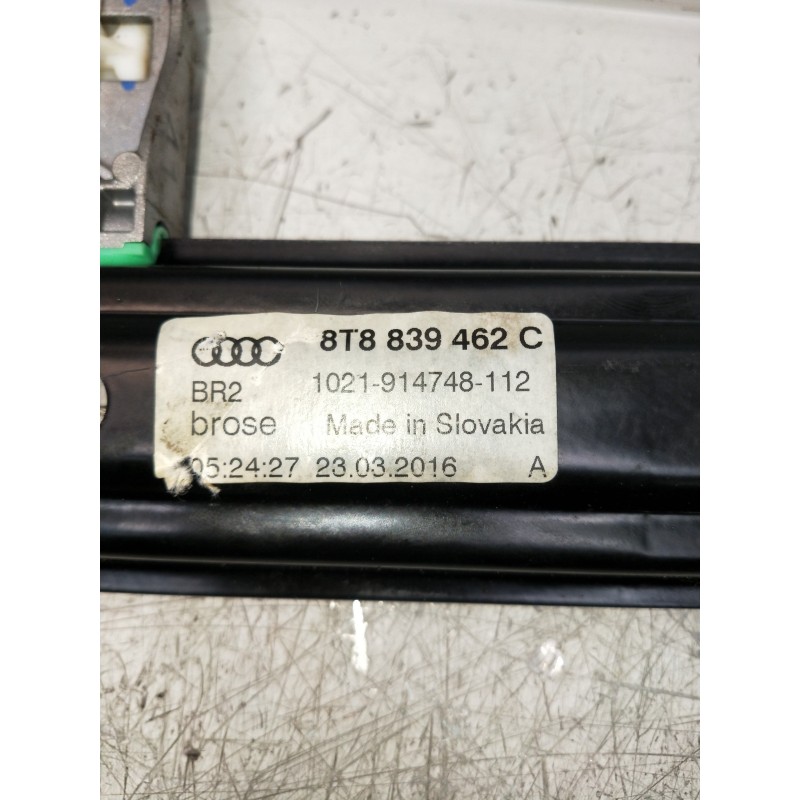 8T8 839 462 C
BR2 1021-914748-112
brose Made in Slovakia
05:24:27 23.03.2016 A